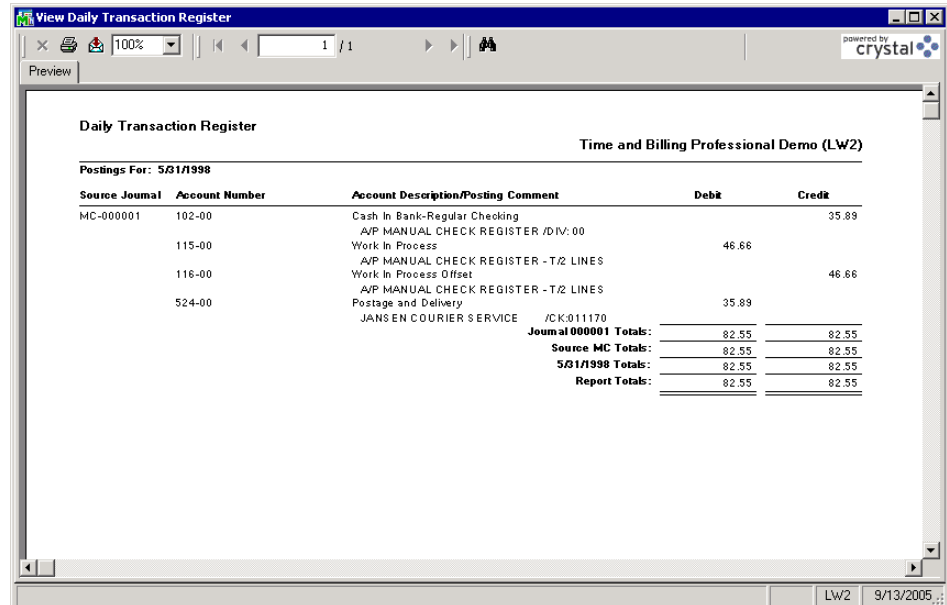 View Daily Transaction Register
100% 1 / 1 powered by crystal
Preview
Daily Transaction Register
Time and Billing Professional Demo (LW2)
Postings For: 5/31/1998
Source Journal Account Number Account Description/Posting Comment Debit Credit
MC-000001 102-00 Cash In Bank-Regular Checking 35.89
A/P MANUAL CHECK REGISTER /DIV: 00
115-00 Work In Process 46.66
A/P MANUAL CHECK REGISTER - T/2 LINES
116-00 Work In Process Offset 46.66
A/P MANUAL CHECK REGISTER - T/2 LINES
524-00 Postage and Delivery 35.89
JANSEN COURIER SERVICE /CK:011170
Journal 000001 Totals: 82.55 82.55
Source MC Totals: 82.55 82.55
5/31/1998 Totals: 82.55 82.55
Report Totals: 82.55 82.55
LW2 9/13/2005